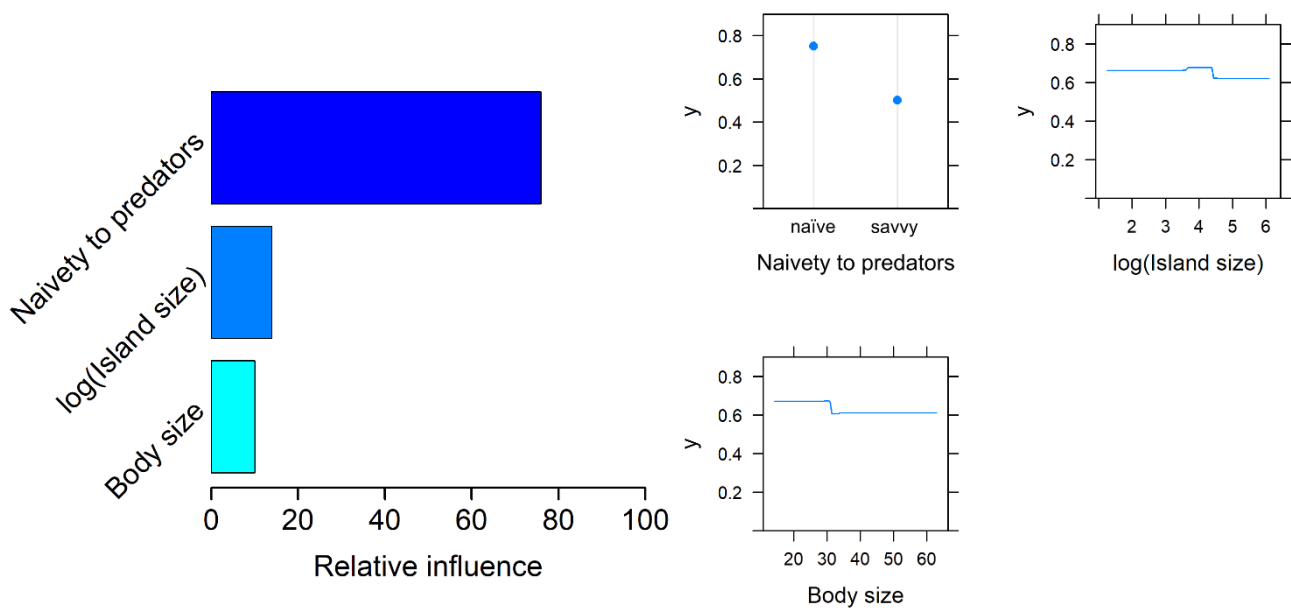 Naivety to predators
log(Island size)
Body size
0 20 40 60 80 100
Relative influence
y
0.8
0.6
0.4
0.2
naïve savvy
Naivety to predators
y
0.8
0.6
0.4
0.2
2 3 4 5 6
log(Island size)
y
0.8
0.6
0.4
0.2
20 30 40 50 60
Body size